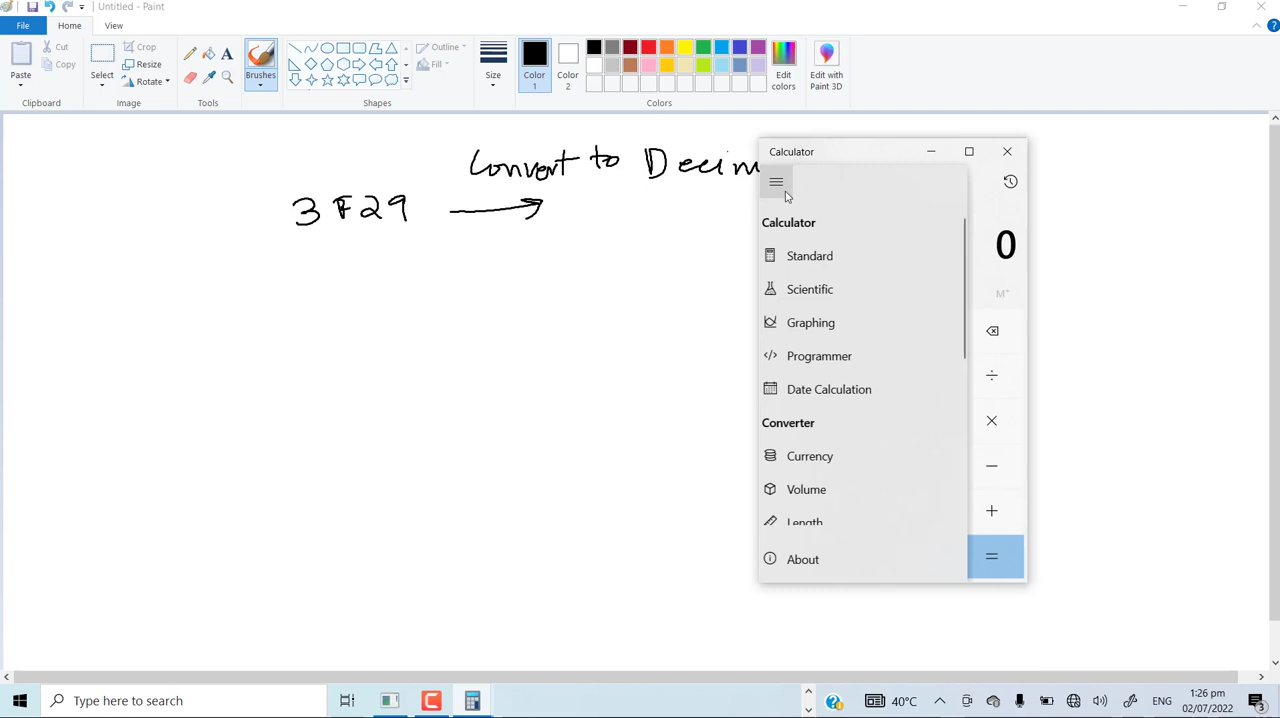 Untitled - Paint
File
Home
View
Paste
Cut
Copy
Clipboard
Select
Crop
Resize
Rotate
Image
Tools
Brushes
Shapes
Outline
Fill
Size
Color 1
Color 2
Edit colors
Colors
Edit with Paint 3D
Convert to Decim
3F29
Calculator
0
Calculator
M˅
Standard
Scientific
Graphing
Programmer
Date Calculation
Converter
Currency
Volume
Length
About
Type here to search
40°C
ENG
1:26 pm
02/07/2022
3